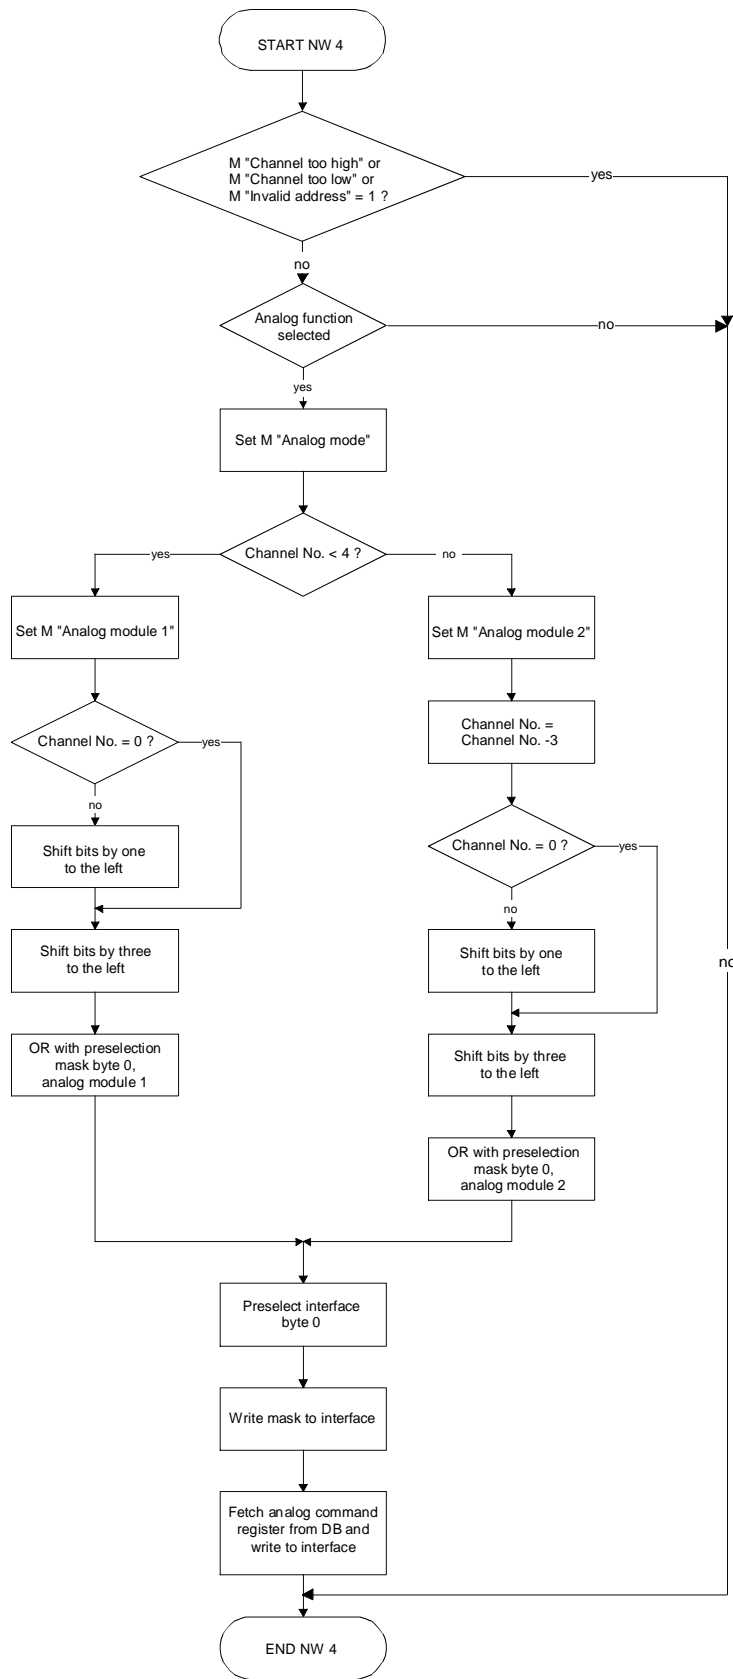 START NW 4
M "Channel too high" or
M "Channel too low" or
M "Invalid address" = 1 ?
yes
no
Analog function
selected
no
yes
Set M "Analog mode"
Channel No. < 4 ?
yes
no
Set M "Analog module 1"
Set M "Analog module 2"
Channel No. = 0 ?
yes
Channel No. =
Channel No. -3
no
Shift bits by one
to the left
Channel No. = 0 ?
yes
no
Shift bits by three
to the left
Shift bits by one
to the left
no
OR with preselection
mask byte 0,
analog module 1
Shift bits by three
to the left
OR with preselection
mask byte 0,
analog module 2
Preselect interface
byte 0
Write mask to interface
Fetch analog command
register from DB and
write to interface
END NW 4